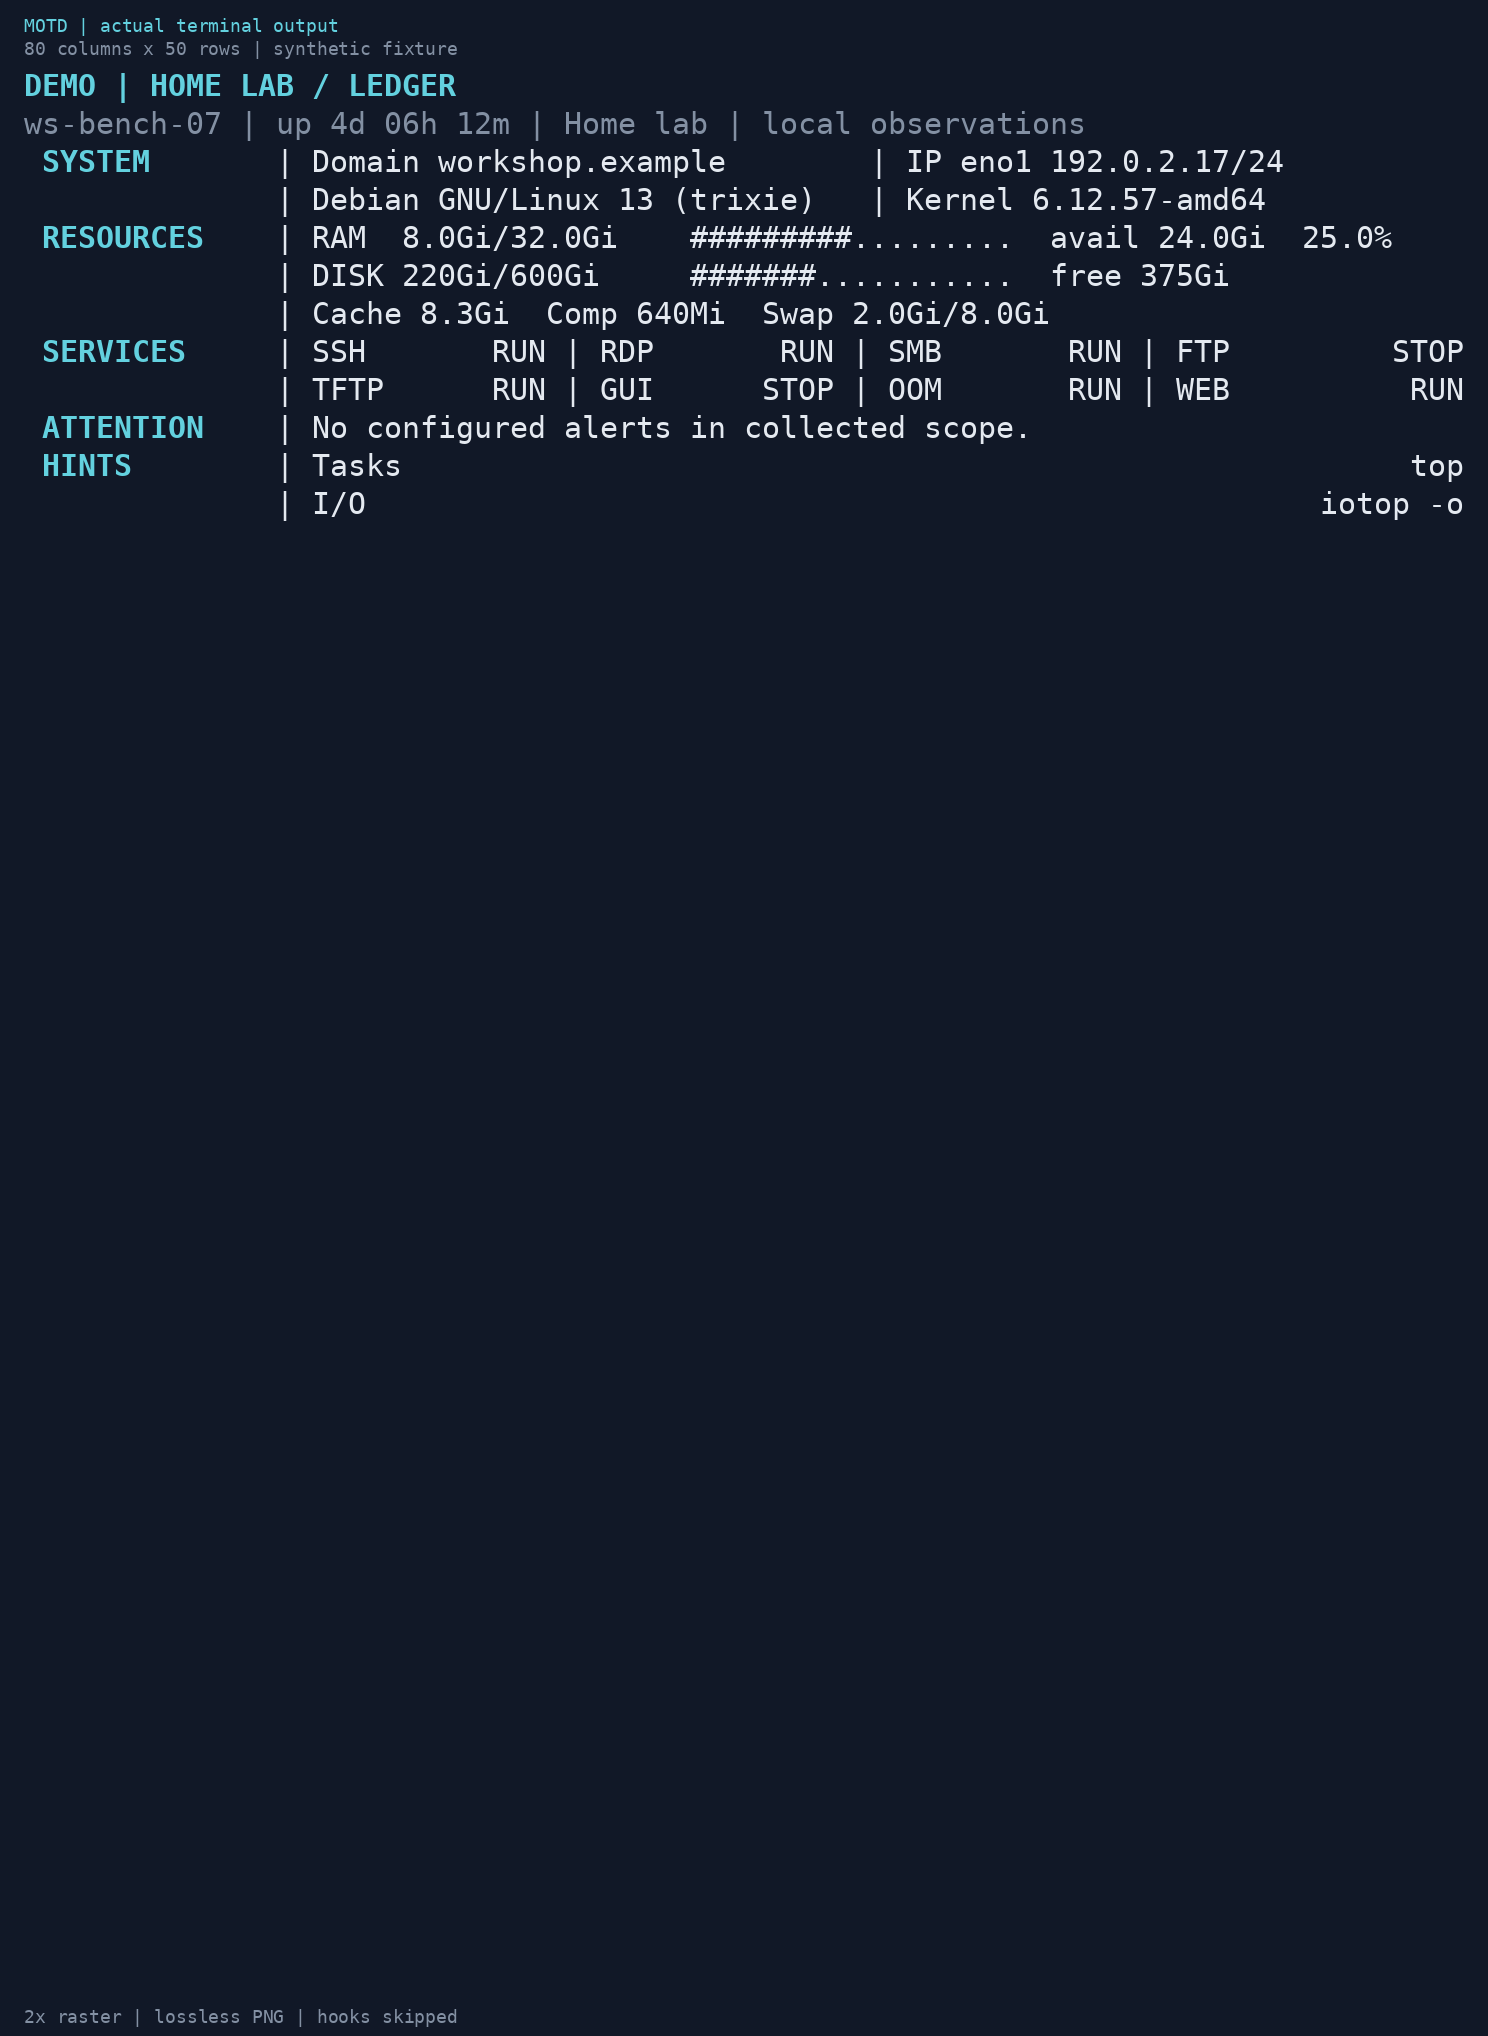 MOTD | actual terminal output
80 columns x 50 rows | synthetic fixture
DEMO | HOME LAB / LEDGER
ws-bench-07 | up 4d 06h 12m | Home lab | local observations
SYSTEM | Domain workshop.example | IP eno1 192.0.2.17/24
| Debian GNU/Linux 13 (trixie) | Kernel 6.12.57-amd64
RESOURCES | RAM 8.0Gi/32.0Gi #########......... avail 24.0Gi 25.0%
| DISK 220Gi/600Gi #######........... free 375Gi
| Cache 8.3Gi Comp 640Mi Swap 2.0Gi/8.0Gi
SERVICES | SSH RUN | RDP RUN | SMB RUN | FTP STOP
| TFTP RUN | GUI STOP | OOM RUN | WEB RUN
ATTENTION | No configured alerts in collected scope.
HINTS | Tasks top
| I/O iotop -o
2x raster | lossless PNG | hooks skipped